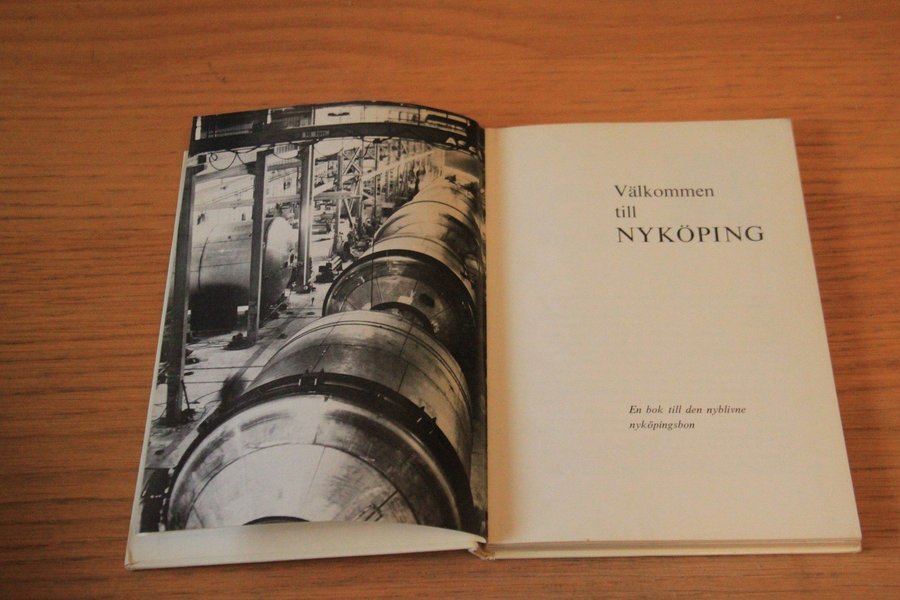 Välkommen
till
NYKÖPING
En bok till den nyblivne
nyköpingsbon